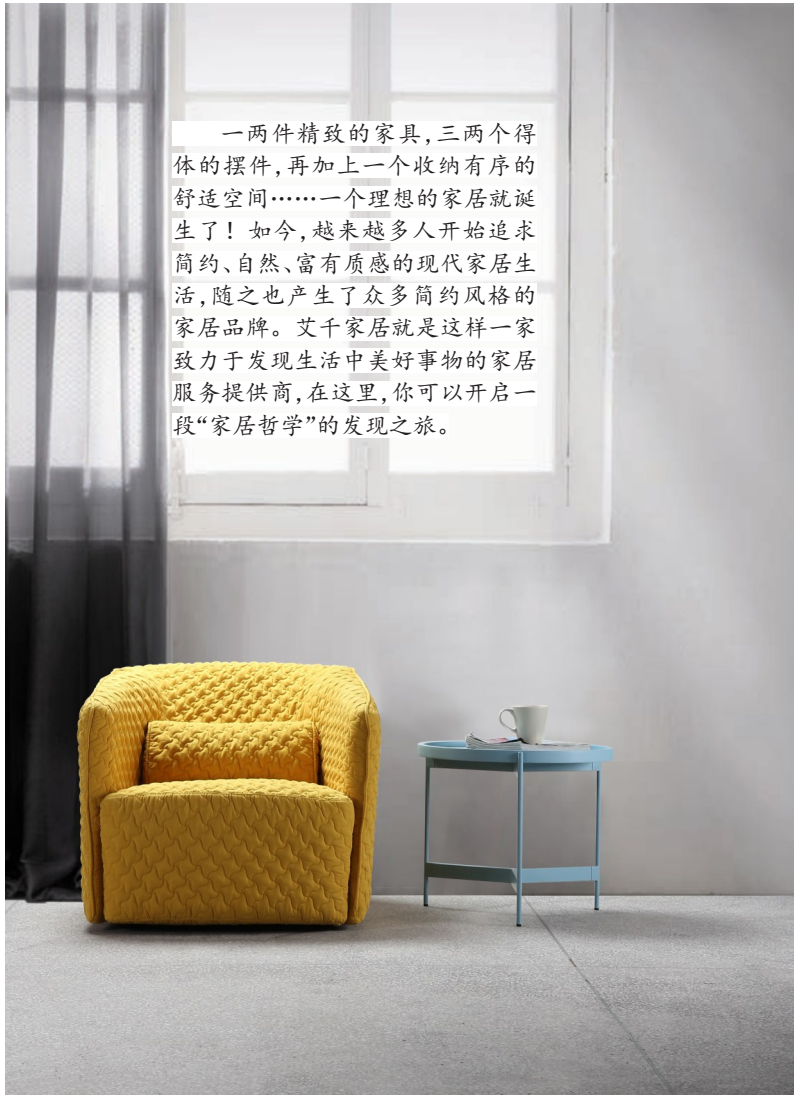 一两件精致的家具,三两个得
体的摆件,再加上一个收纳有序的
舒适空间……一个理想的家居就诞
生了！如今,越来越多人开始追求
简约、自然、富有质感的现代家居生
活,随之也产生了众多简约风格的
家居品牌。艾千家居就是这样一家
致力于发现生活中美好事物的家居
服务提供商,在这里,你可以开启一
段“家居哲学”的发现之旅。